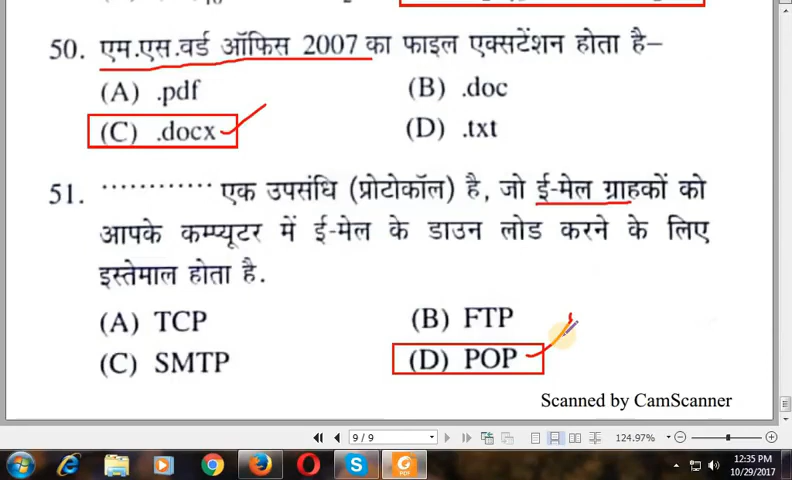 50. एम.एस.वर्ड ऑफिस 2007 का फाइल एक्सटेंशन होता है–
(A) .pdf (B) .doc
(C) .docx (D) .txt
51. ............ एक उपसंधि (प्रोटोकॉल) है, जो ई-मेल ग्राहकों को
आपके कम्प्यूटर में ई-मेल के डाउन लोड करने के लिए
इस्तेमाल होता है.
(A) TCP (B) FTP
(C) SMTP (D) POP
Scanned by CamScanner
9 / 9 124.97%
12:35 PM
10/29/2017